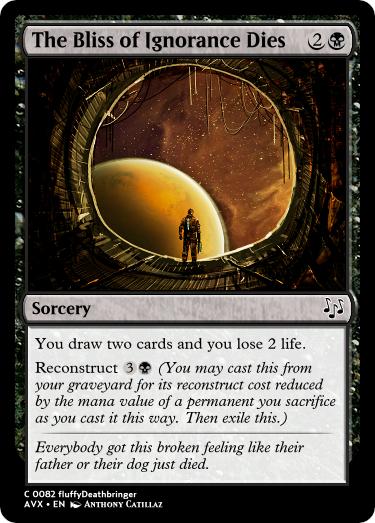 The Bliss of Ignorance Dies 2
Sorcery
You draw two cards and you lose 2 life.
Reconstruct 3 (You may cast this from
your graveyard for its reconstruct cost reduced
by the mana value of a permanent you sacrifice
as you cast it this way. Then exile this.)
Everybody got this broken feeling like their
father or their dog just died.
C 0082 fluffyDeathbringer
AVX • EN Anthony Catillaz